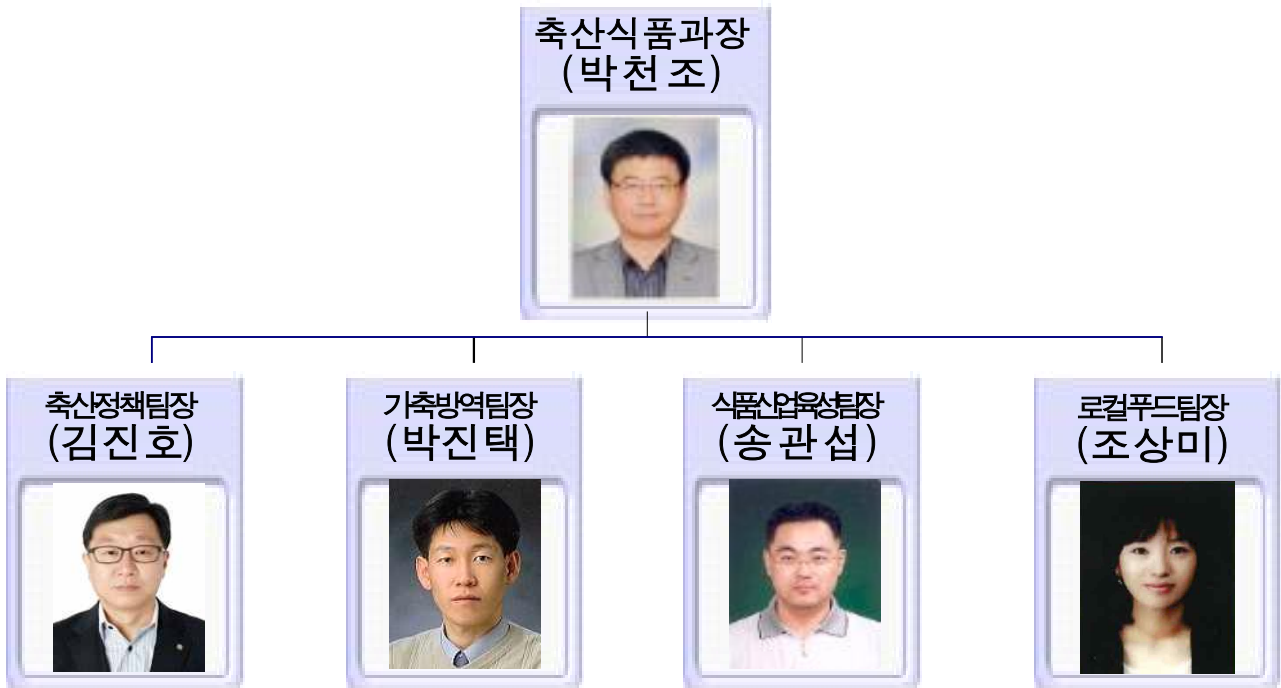 축산식품과장
(박천조)
축산정책팀장
(김진호)
가축방역팀장
(박진택)
식품산업육성팀장
(송관섭)
로컬푸드팀장
(조상미)